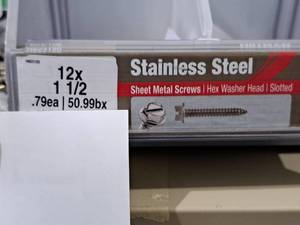 12x
1 1/2
.79ea | 50.99bx
Stainless Steel
Sheet Metal Screws | Hex Washer Head | Slotted